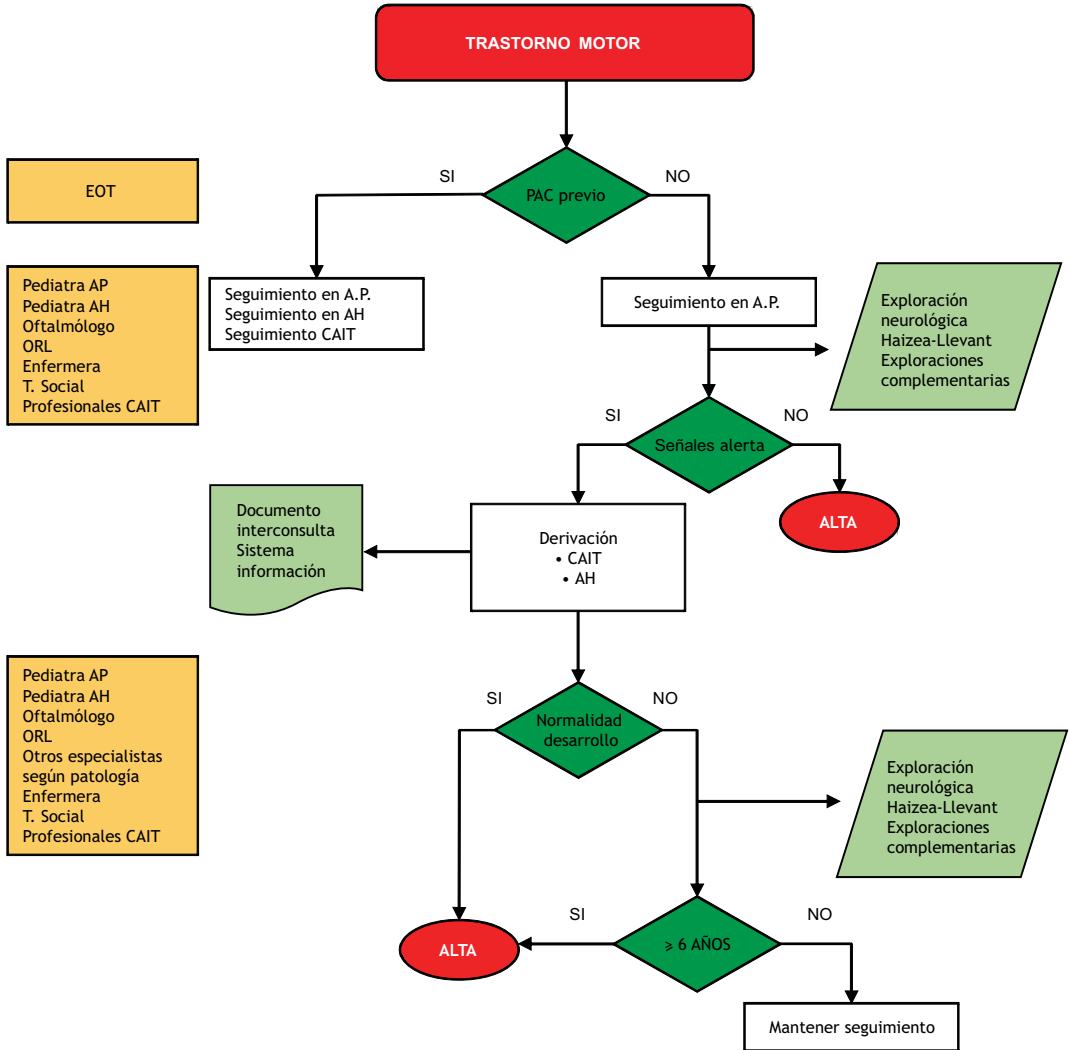 TRASTORNO MOTOR
SI
NO
PAC previo
EOT
Pediatra AP
Pediatra AH
Oftalmólogo
ORL
Enfermera
T. Social
Profesionales CAIT
Seguimiento en A.P.
Seguimiento en AH
Seguimiento CAIT
Seguimiento en A.P.
Exploración
neurológica
Haizea-Llevant
Exploraciones
complementarias
SI
NO
Señales alerta
ALTA
Documento
interconsulta
Sistema
información
Derivación
• CAIT
• AH
Pediatra AP
Pediatra AH
Oftalmólogo
ORL
Otros especialistas
según patología
Enfermera
T. Social
Profesionales CAIT
SI
NO
Normalidad
desarrollo
Exploración
neurológica
Haizea-Llevant
Exploraciones
complementarias
SI
NO
ALTA
⩾ 6 AÑOS
Mantener seguimiento